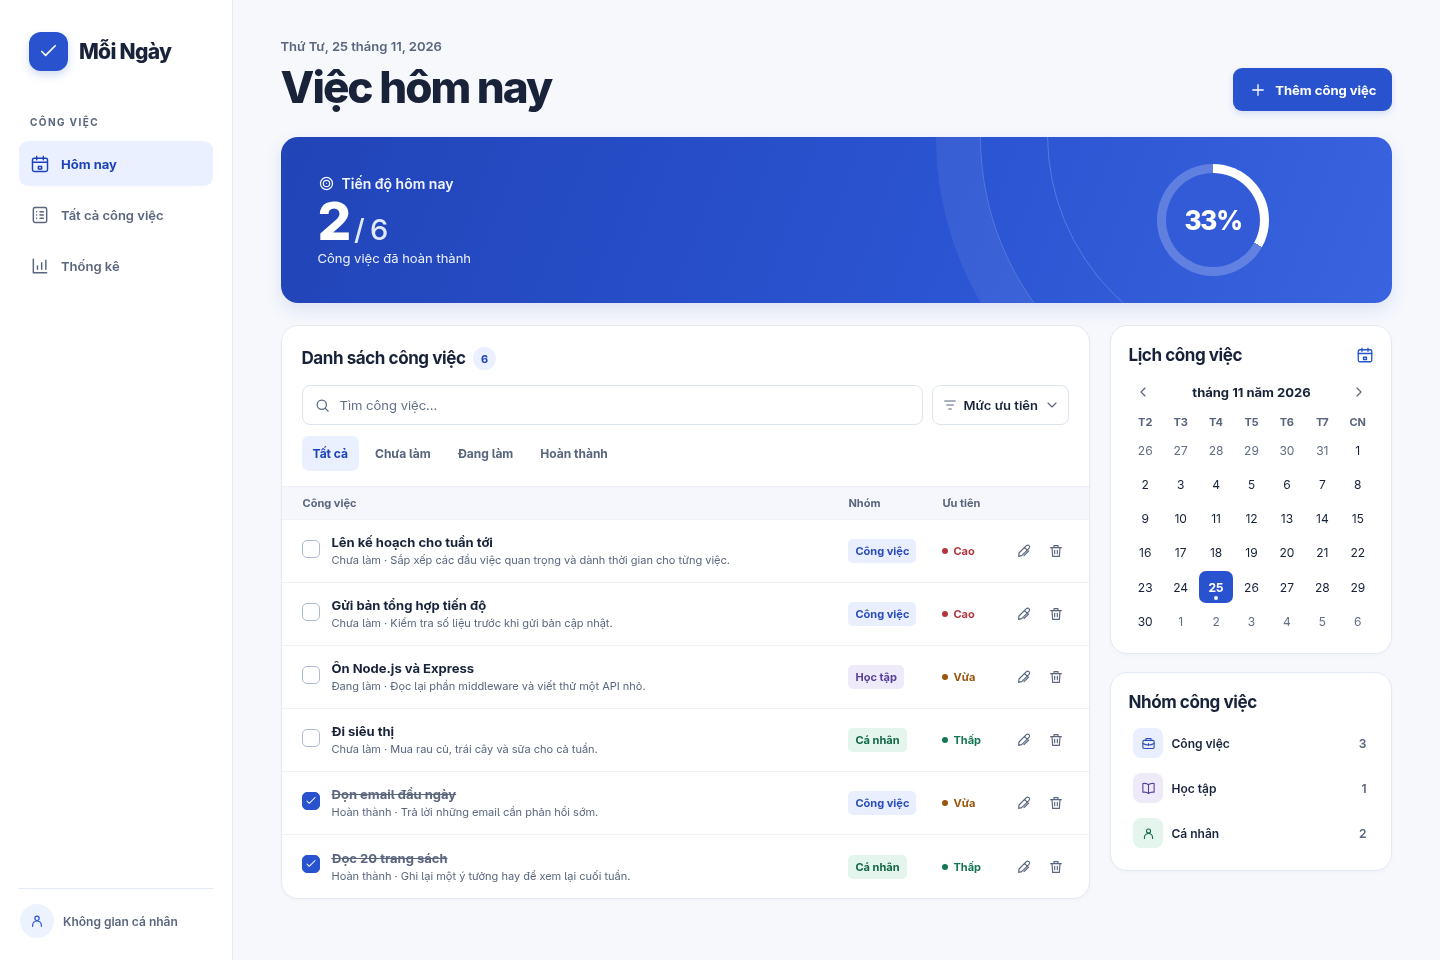 Mỗi Ngày
CÔNG VIỆC
Hôm nay
Tất cả công việc
Thống kê
Không gian cá nhân
Thứ Tư, 25 tháng 11, 2026
Việc hôm nay
Thêm công việc
Tiến độ hôm nay
2 / 6
Công việc đã hoàn thành
33%
Danh sách công việc 6
Tìm công việc...
Mức ưu tiên
Tất cả Chưa làm Đang làm Hoàn thành
Công việc Nhóm Ưu tiên
Lên kế hoạch cho tuần tới
Chưa làm · Sắp xếp các đầu việc quan trọng và dành thời gian cho từng việc.
Công việc Cao
Gửi bản tổng hợp tiến độ
Chưa làm · Kiểm tra số liệu trước khi gửi bản cập nhật.
Công việc Cao
Ôn Node.js và Express
Đang làm · Đọc lại phần middleware và viết thử một API nhỏ.
Học tập Vừa
Đi siêu thị
Chưa làm · Mua rau củ, trái cây và sữa cho cả tuần.
Cá nhân Thấp
Dọn email đầu ngày
Hoàn thành · Trả lời những email cần phản hồi sớm.
Công việc Vừa
Đọc 20 trang sách
Hoàn thành · Ghi lại một ý tưởng hay để xem lại cuối tuần.
Cá nhân Thấp
Lịch công việc
tháng 11 năm 2026
T2 T3 T4 T5 T6 T7 CN
26 27 28 29 30 31 1
2 3 4 5 6 7 8
9 10 11 12 13 14 15
16 17 18 19 20 21 22
23 24 25 26 27 28 29
30 1 2 3 4 5 6
Nhóm công việc
Công việc 3
Học tập 1
Cá nhân 2